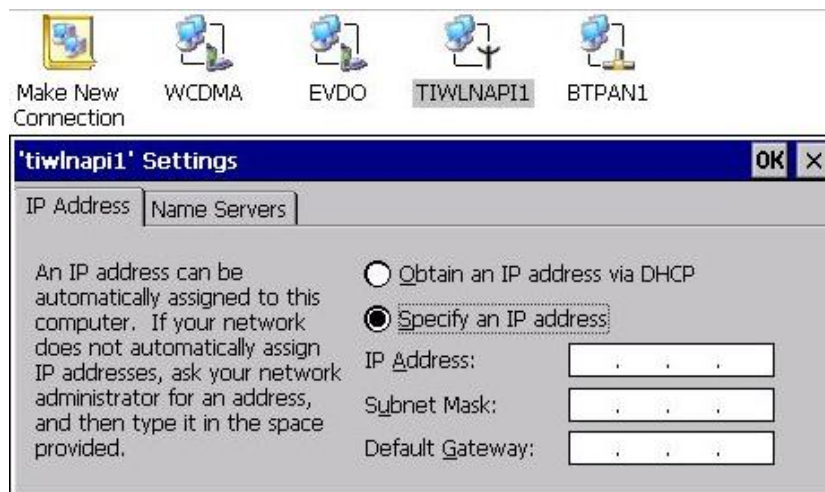 Make New
Connection
WCDMA
EVDO
TIWLNAPI1
BTPAN1
'tiwlnapi1' Settings
OK
IP Address
Name Servers
An IP address can be
automatically assigned to this
computer. If your network
does not automatically assign
IP addresses, ask your network
administrator for an address,
and then type it in the space
provided.
Obtain an IP address via DHCP
Specify an IP address
IP Address:
Subnet Mask:
Default Gateway: